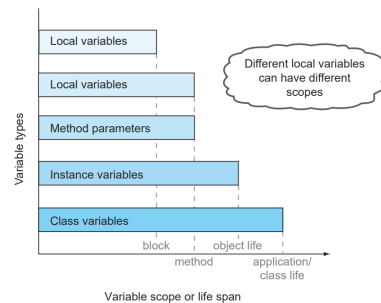 Local variables
Different local variables
can have different
scopes
Local variables
Method parameters
Instance variables
Class variables
Variable types
block
object life
method
application/
class life
Variable scope or life span